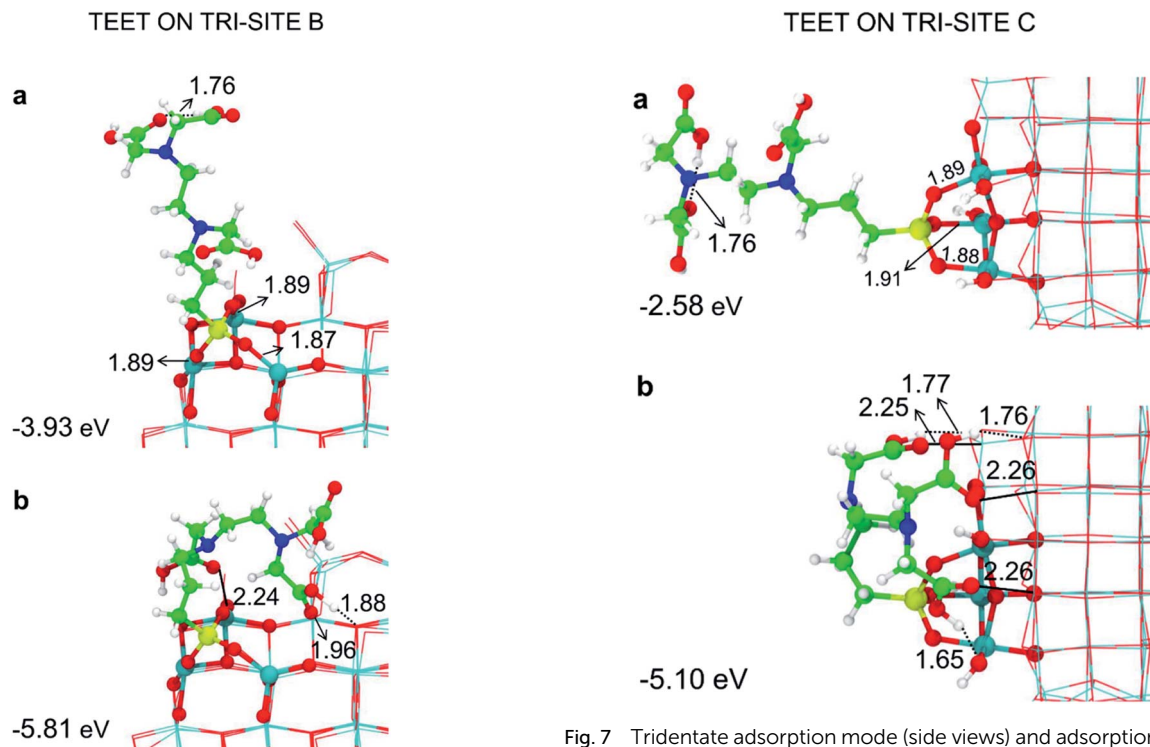 TEET ON TRI-SITE B
a
1.76
1.89
1.87
1.89
-3.93 eV
b
2.24
1.88
1.96
-5.81 eV
TEET ON TRI-SITE C
a
1.89
1.76
1.88
1.91
-2.58 eV
b
1.77
2.25
1.76
2.26
2.26
1.65
-5.10 eV
Fig. 7 Tridentate adsorption mode (side views) and adsorption